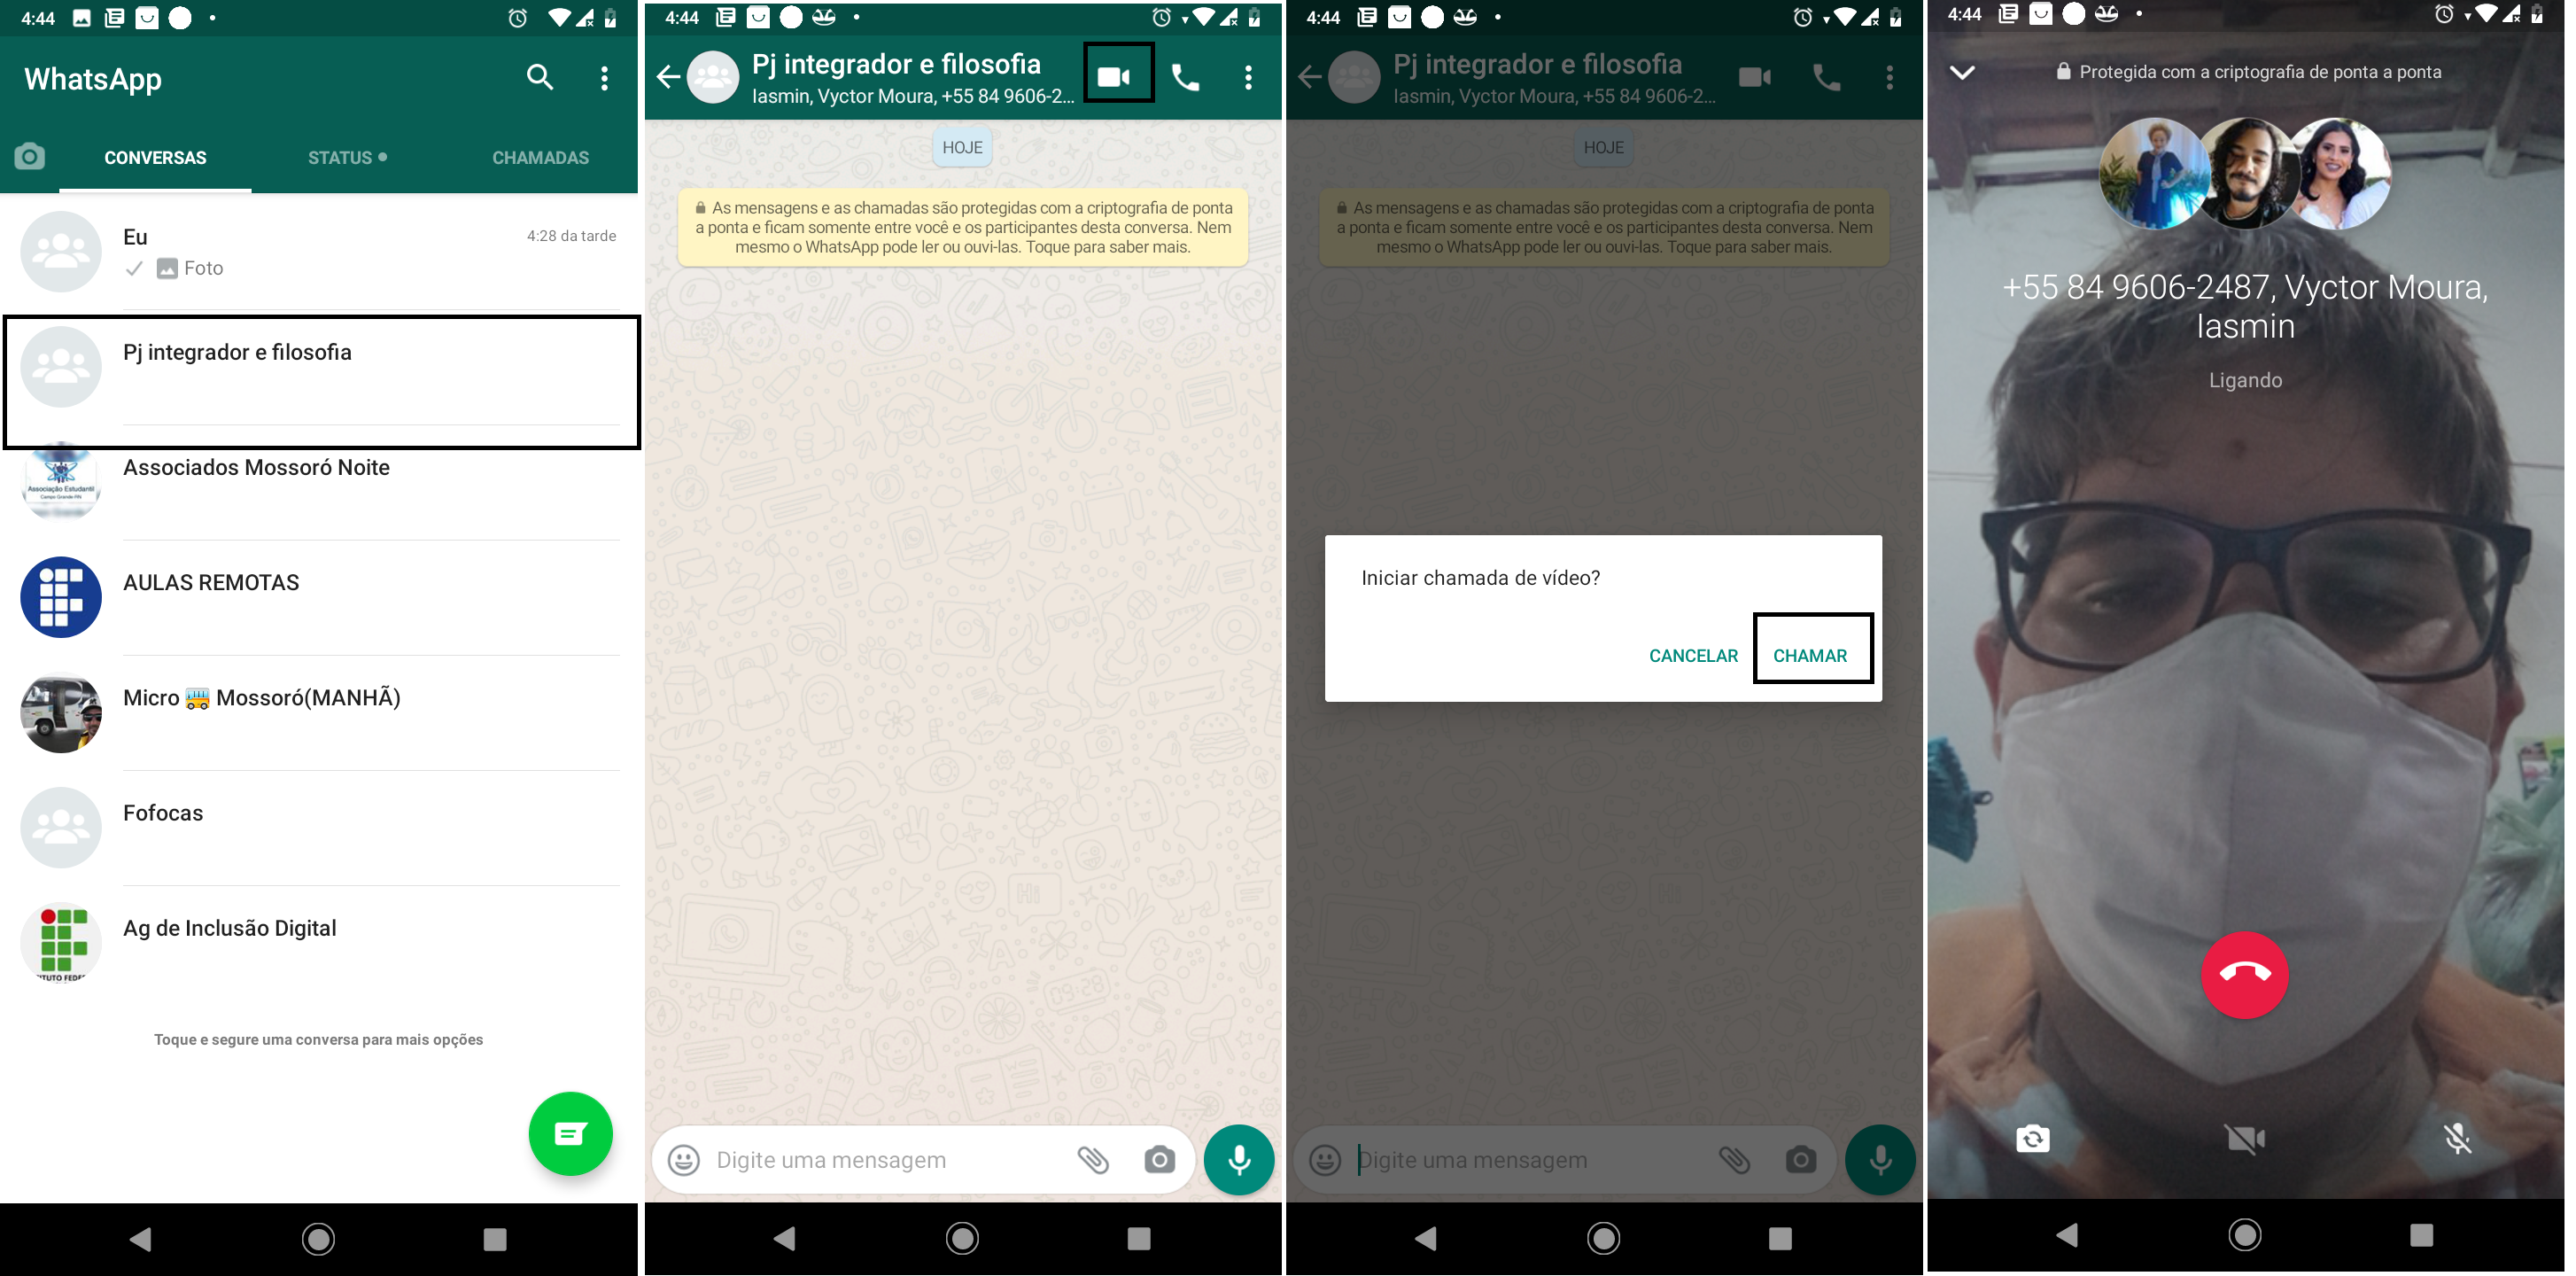 4:44
WhatsApp
CONVERSAS
STATUS
CHAMADAS
Eu
4:28 da tarde
Foto
Pj integrador e filosofia
Associados Mossoró Noite
Associação Estudantil
Campo Grande-RN
AULAS REMOTAS
Micro 🚌 Mossoró(MANHÃ)
Fofocas
Ag de Inclusão Digital
Toque e segure uma conversa para mais opções
4:44
Pj integrador e filosofia
Iasmin, Vyctor Moura, +55 84 9606-2...
HOJE
As mensagens e as chamadas são protegidas com a criptografia de ponta
a ponta e ficam somente entre você e os participantes desta conversa. Nem
mesmo o WhatsApp pode ler ou ouvi-las. Toque para saber mais.
Digite uma mensagem
4:44
Pj integrador e filosofia
Iasmin, Vyctor Moura, +55 84 9606-2...
HOJE
As mensagens e as chamadas são protegidas com a criptografia de ponta
a ponta e ficam somente entre você e os participantes desta conversa. Nem
mesmo o WhatsApp pode ler ou ouvi-las. Toque para saber mais.
Iniciar chamada de vídeo?
CANCELAR
CHAMAR
Digite uma mensagem
4:44
Protegida com a criptografia de ponta a ponta
+55 84 9606-2487, Vyctor Moura,
Iasmin
Ligando